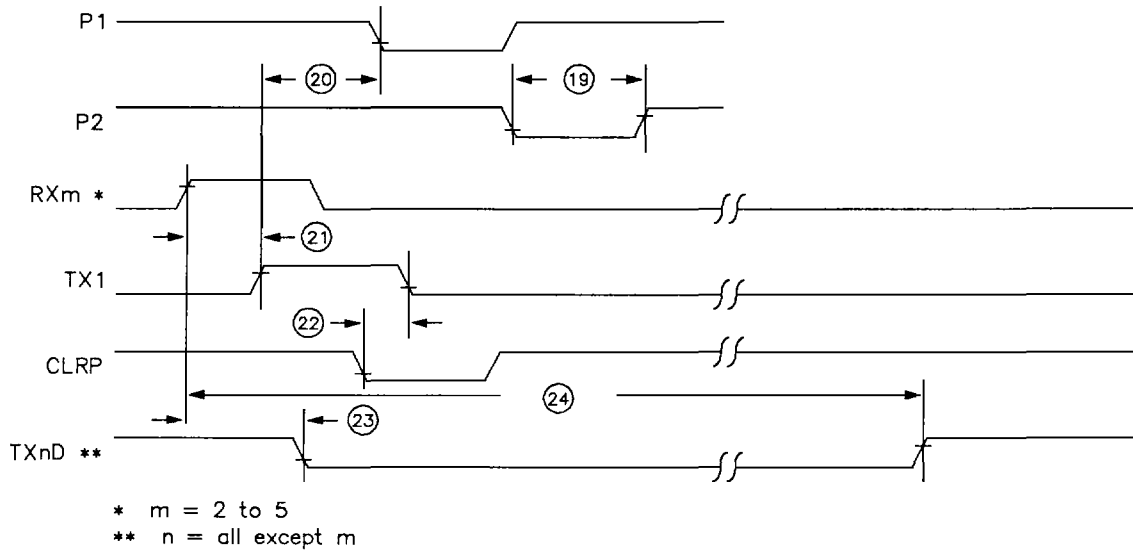 P1
20
19
P2
RXm *
21
TX1
22
CLRP
24
23
TXnD **
* m = 2 to 5
** n = all except m